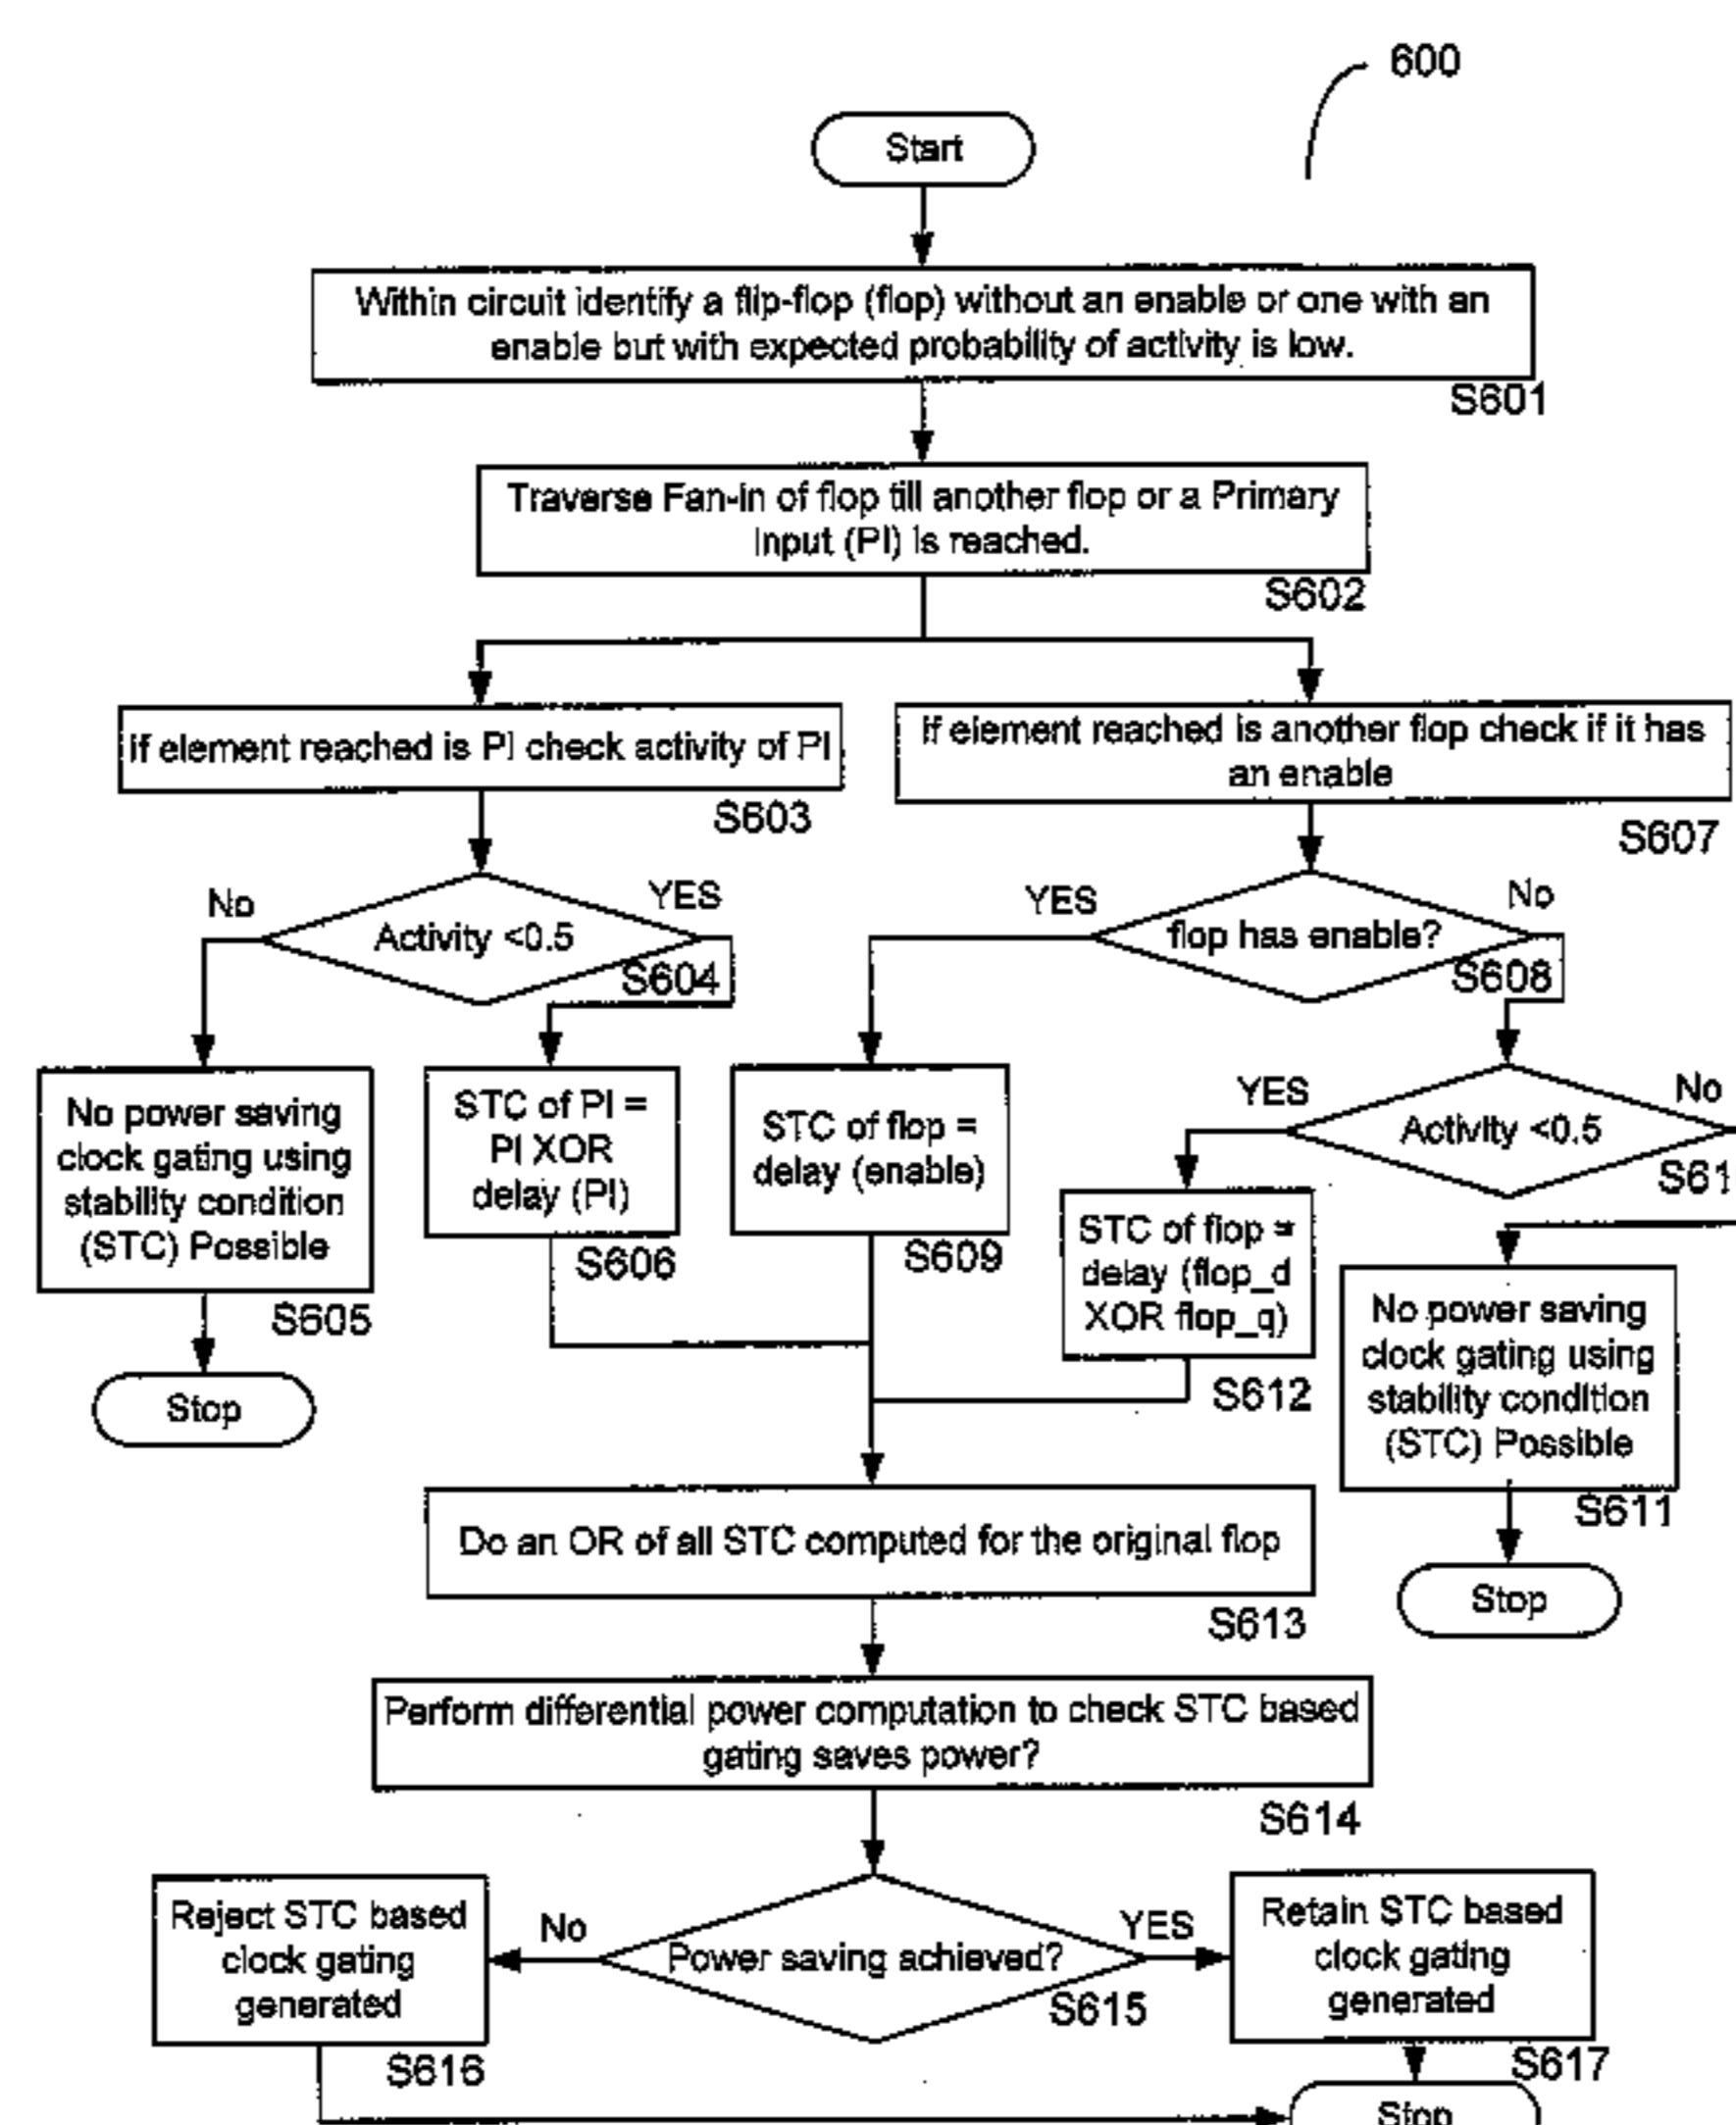 600
Start
Within circuit identify a flip-flop (flop) without an enable or one with an
enable but with expected probability of activity is low.
S601
Traverse Fan-in of flop till another flop or a Primary
Input (PI) is reached.
S602
If element reached is PI check activity of PI
S603
If element reached is another flop check if it has
an enable
S607
No
Activity <0.5
YES
S604
YES
flop has enable?
No
S608
No power saving
clock gating using
stability condition
(STC) Possible
S605
Stop
STC of PI =
PI XOR
delay (PI)
S606
STC of flop =
delay (enable)
S609
YES
Activity <0.5
No
S61
STC of flop =
delay (flop_d
XOR flop_q)
S612
No power saving
clock gating using
stability condition
(STC) Possible
S611
Stop
Do an OR of all STC computed for the original flop
S613
Perform differential power computation to check STC based
gating saves power?
S614
Reject STC based
clock gating
generated
S616
No
Power saving achieved?
YES
S615
Retain STC based
clock gating
generated
S617
Stop